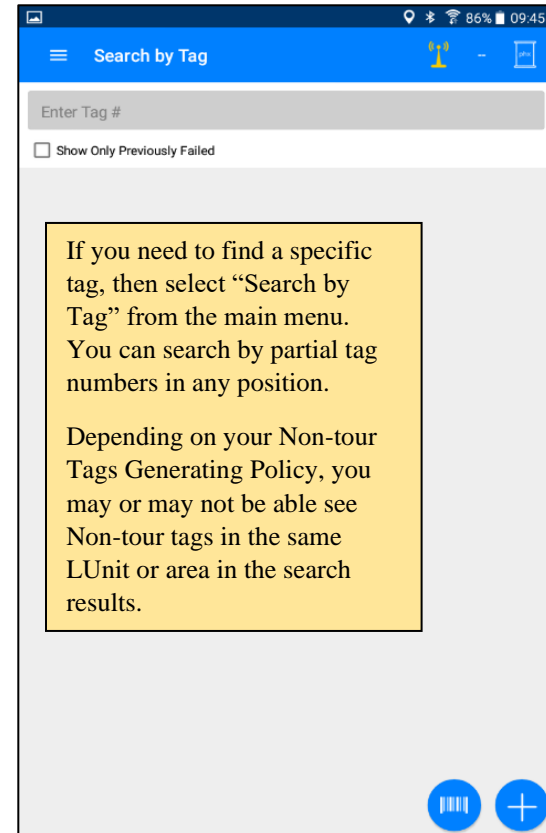 86% 09:45
Search by Tag
phx
Enter Tag #
Show Only Previously Failed
If you need to find a specific
tag, then select “Search by
Tag” from the main menu.
You can search by partial tag
numbers in any position.
Depending on your Non-tour
Tags Generating Policy, you
may or may not be able see
Non-tour tags in the same
LUnit or area in the search
results.